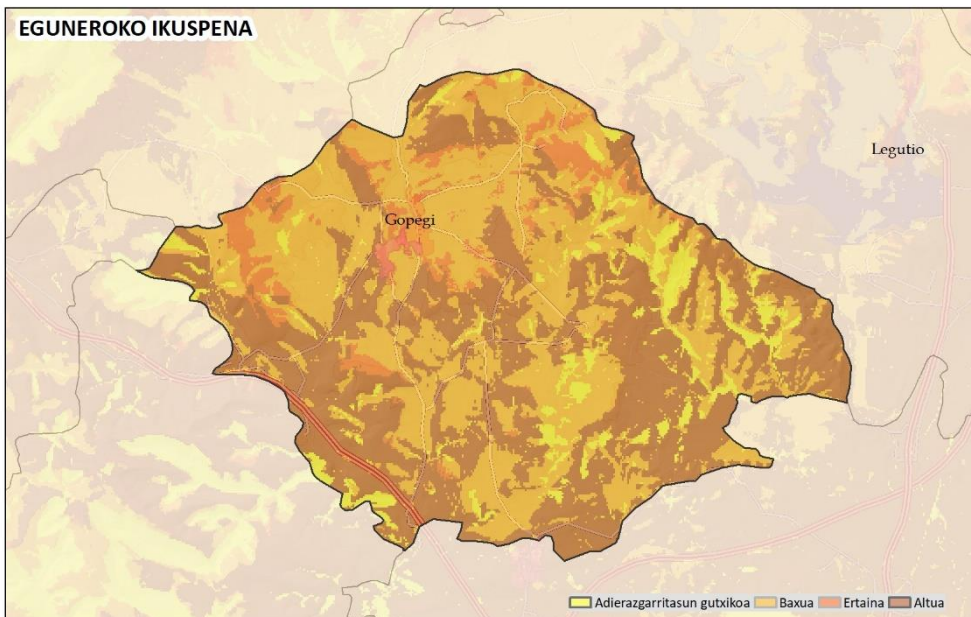 EGUNEROKO IKUSPENA
Legutio
Gopegi
Adierazgarritasun gutxikoa Baxua Ertaina Altua